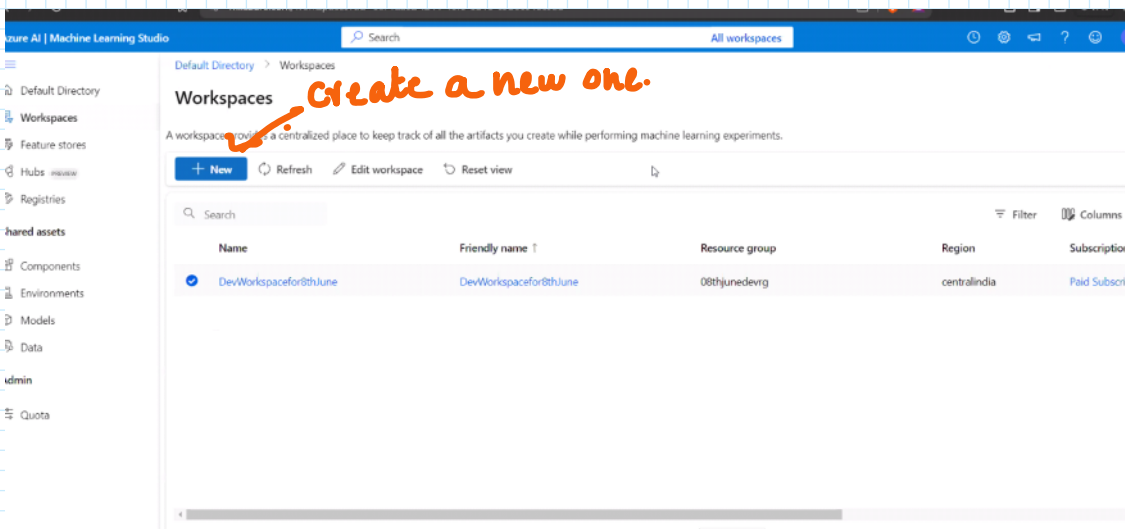 zure AI | Machine Learning Studio
Search
All workspaces
Default Directory > Workspaces
create a new one.
Workspaces
A workspace provides a centralized place to keep track of all the artifacts you create while performing machine learning experiments.
+ New Refresh Edit workspace Reset view
Default Directory
Workspaces
Feature stores
Hubs PREVIEW
Registries
hared assets
Components
Environments
Models
Data
dmin
Quota
Search
Filter Columns
Name Friendly name ↑ Resource group Region Subscription
DevWorkspacefor8thJune DevWorkspacefor8thJune 08thjunedevrg centralindia Paid Subscri